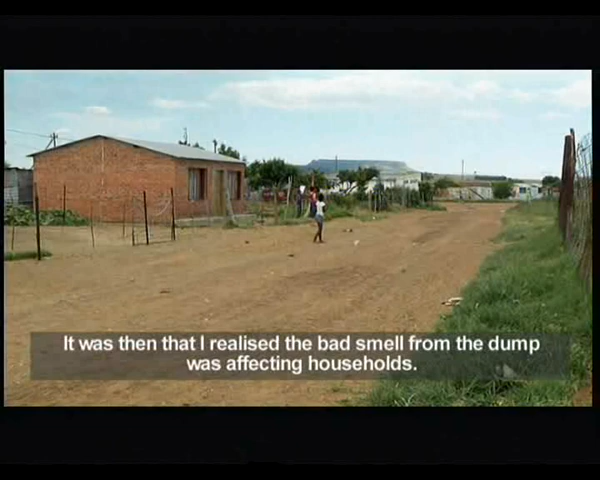 It was then that I realised the bad smell from the dump
was affecting households.